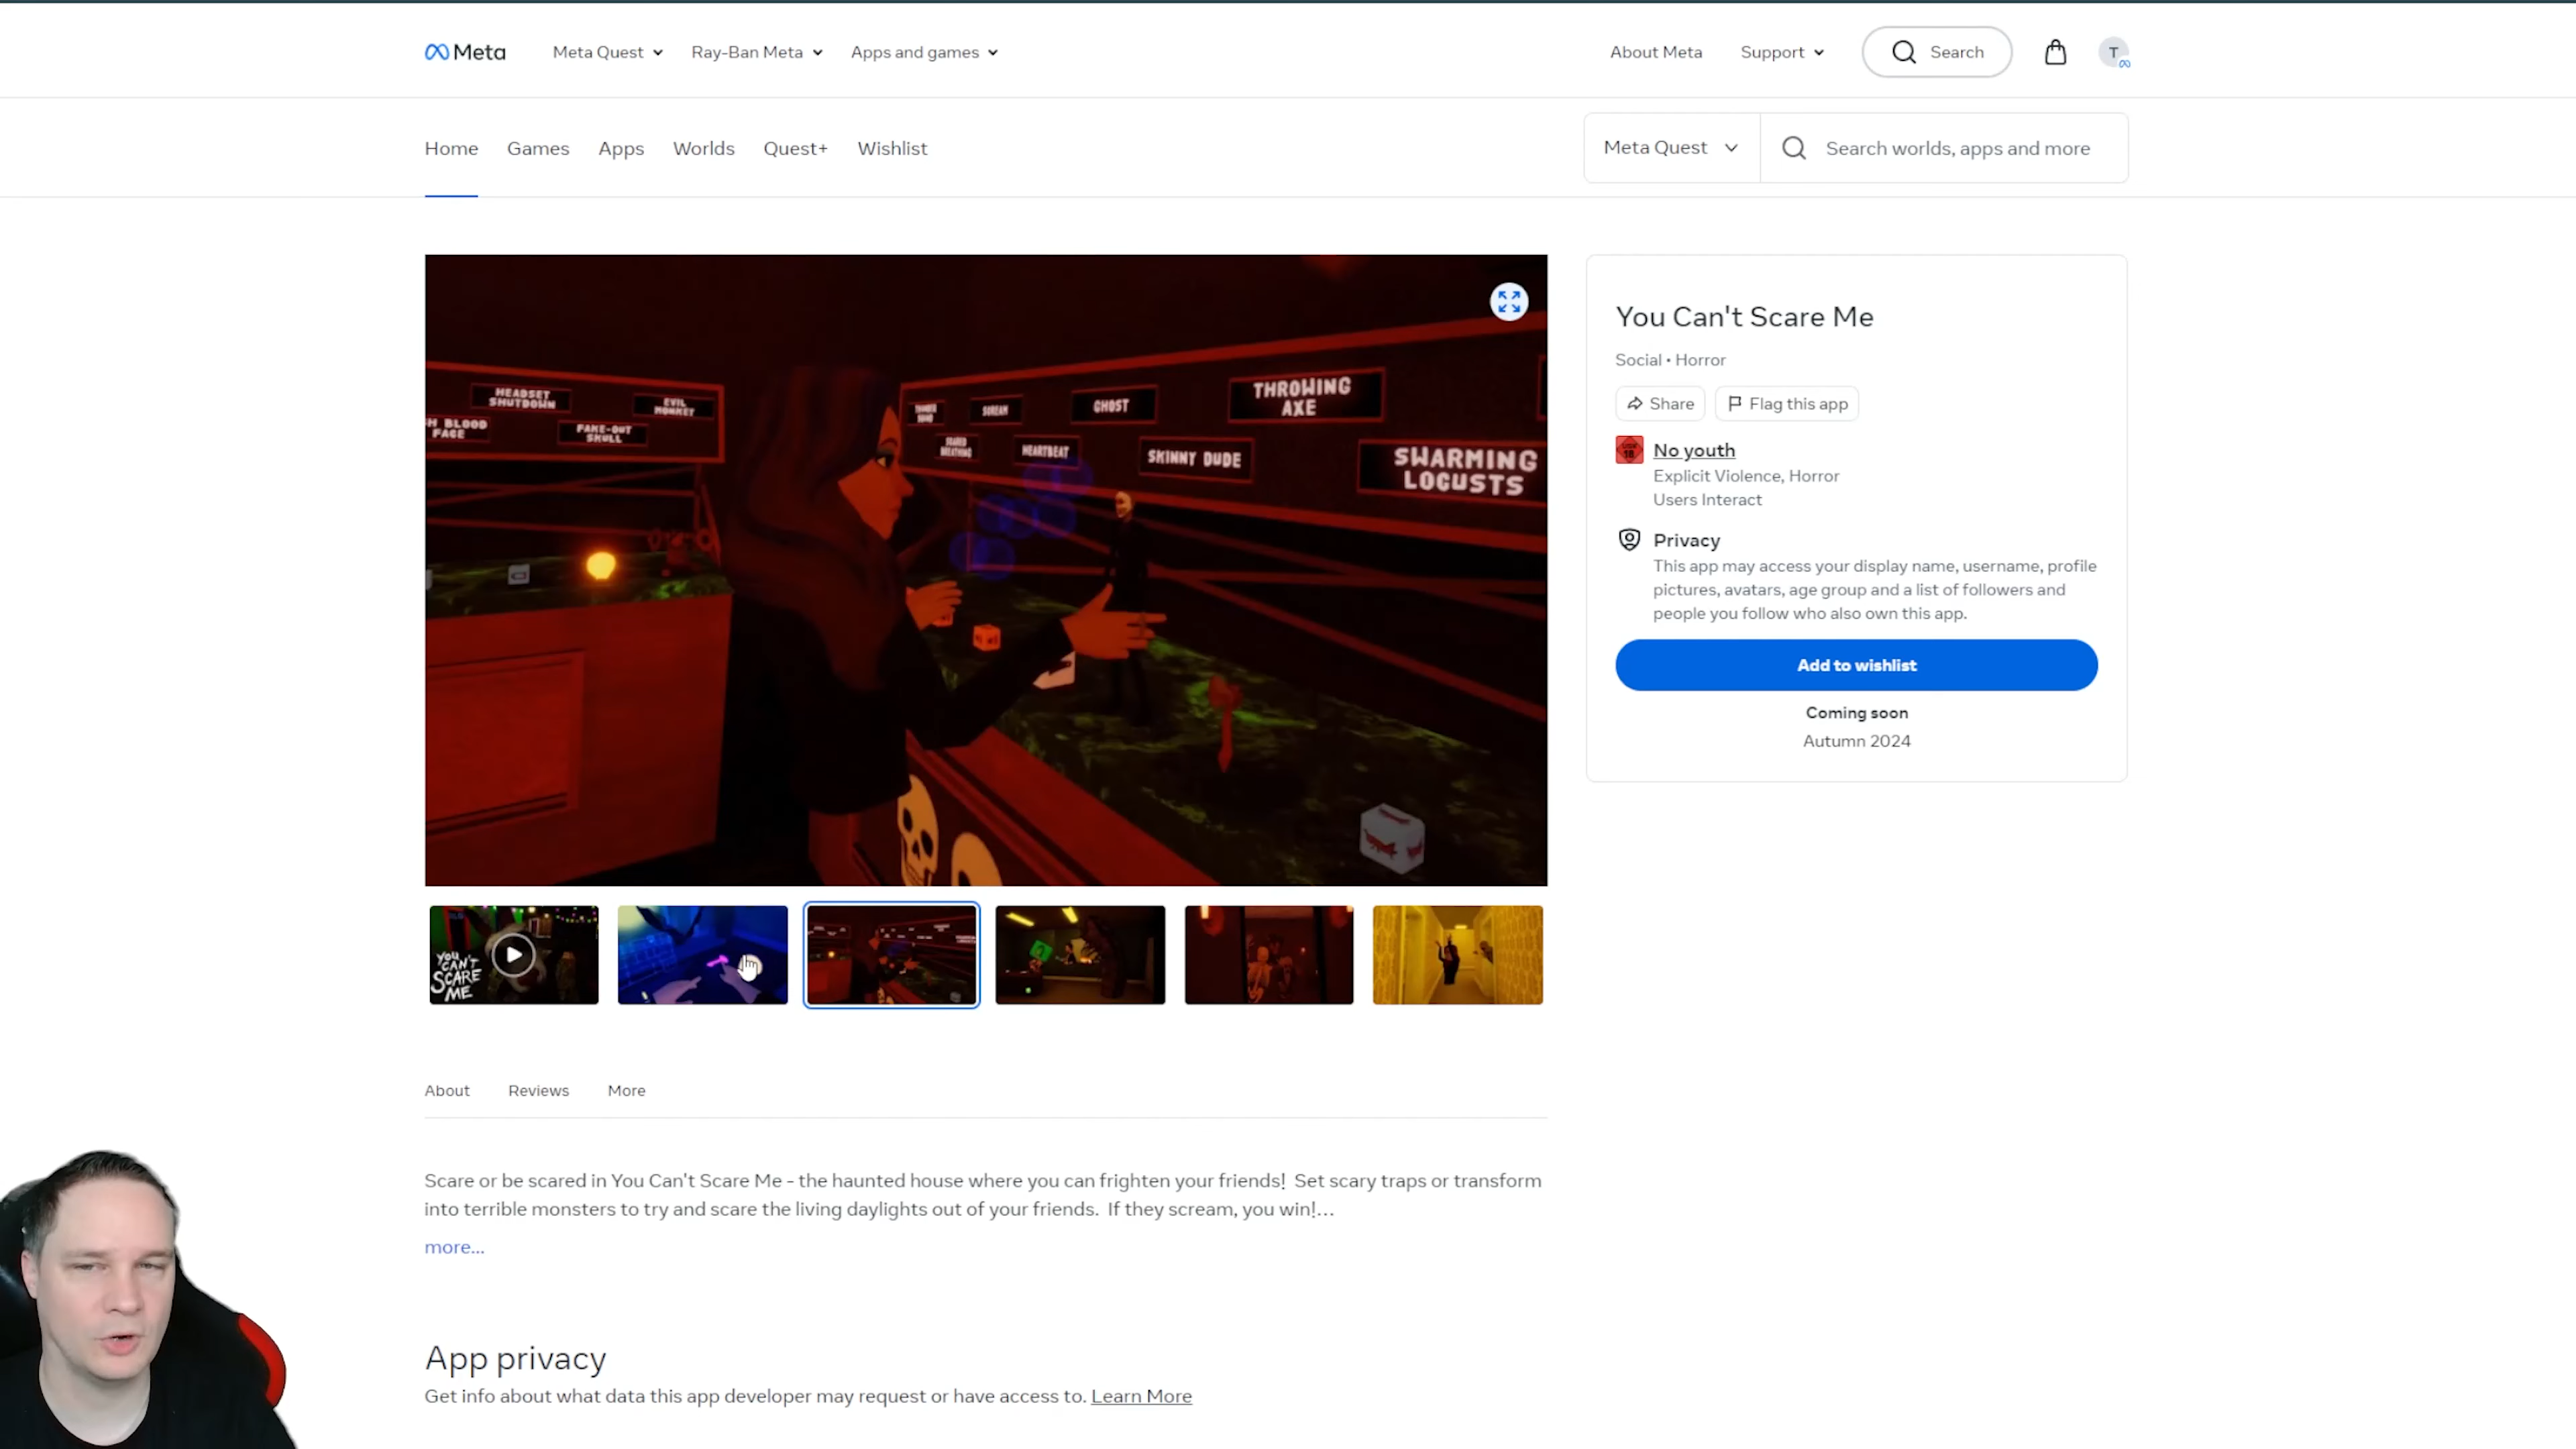 Meta
Meta Quest
Ray-Ban Meta
Apps and games
About Meta
Support
Search
T
Home
Games
Apps
Worlds
Quest+
Wishlist
Meta Quest
Search worlds, apps and more
HEADSET
SHUTDOWN
EVIL
MONKEY
H BLOOD
FACE
FAKE-OUT
SKULL
SCREAM
GHOST
THROWING
AXE
SCARED
BREATHING
HEARTBEAT
SKINNY DUDE
SWARMING
LOCUSTS
You Can't Scare Me
Social • Horror
Share
Flag this app
No youth
Explicit Violence, Horror
Users Interact
Privacy
This app may access your display name, username, profile
pictures, avatars, age group and a list of followers and
people you follow who also own this app.
Add to wishlist
Coming soon
Autumn 2024
YOU
CAN'T
SCARE
ME
About
Reviews
More
Scare or be scared in You Can't Scare Me - the haunted house where you can frighten your friends! Set scary traps or transform
into terrible monsters to try and scare the living daylights out of your friends. If they scream, you win!...
more...
App privacy
Get info about what data this app developer may request or have access to. Learn More